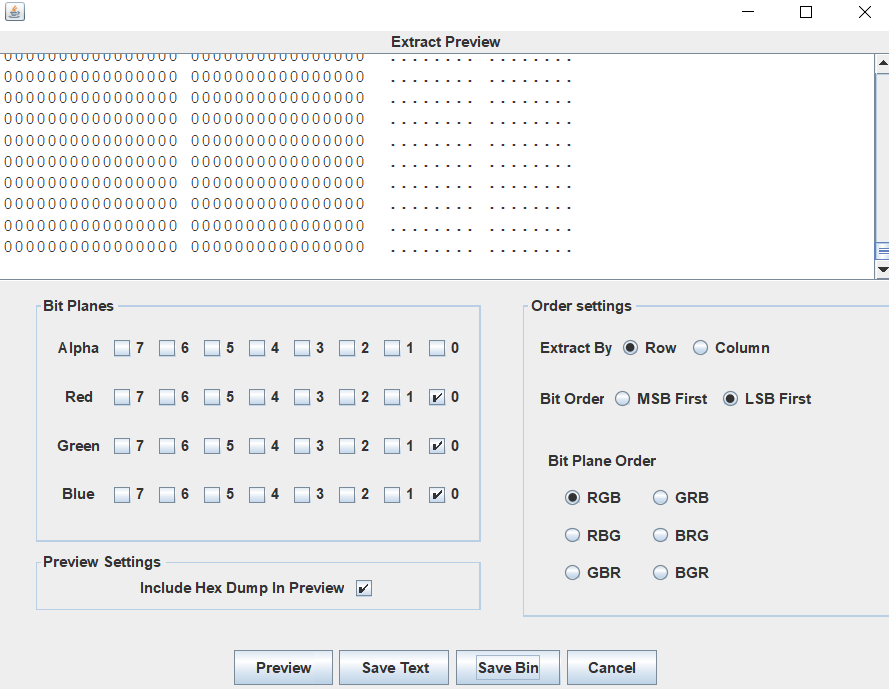 Extract Preview
0000000000000000 0000000000000000 ........ ........
0000000000000000 0000000000000000 ........ ........
0000000000000000 0000000000000000 ........ ........
0000000000000000 0000000000000000 ........ ........
0000000000000000 0000000000000000 ........ ........
0000000000000000 0000000000000000 ........ ........
0000000000000000 0000000000000000 ........ ........
0000000000000000 0000000000000000 ........ ........
0000000000000000 0000000000000000 ........ ........
0000000000000000 0000000000000000 ........ ........
Bit Planes
Alpha 7 6 5 4 3 2 1 0
Red 7 6 5 4 3 2 1 0
Green 7 6 5 4 3 2 1 0
Blue 7 6 5 4 3 2 1 0
Preview Settings
Include Hex Dump In Preview
Order settings
Extract By Row Column
Bit Order MSB First LSB First
Bit Plane Order
RGB GRB
RBG BRG
GBR BGR
Preview Save Text Save Bin Cancel